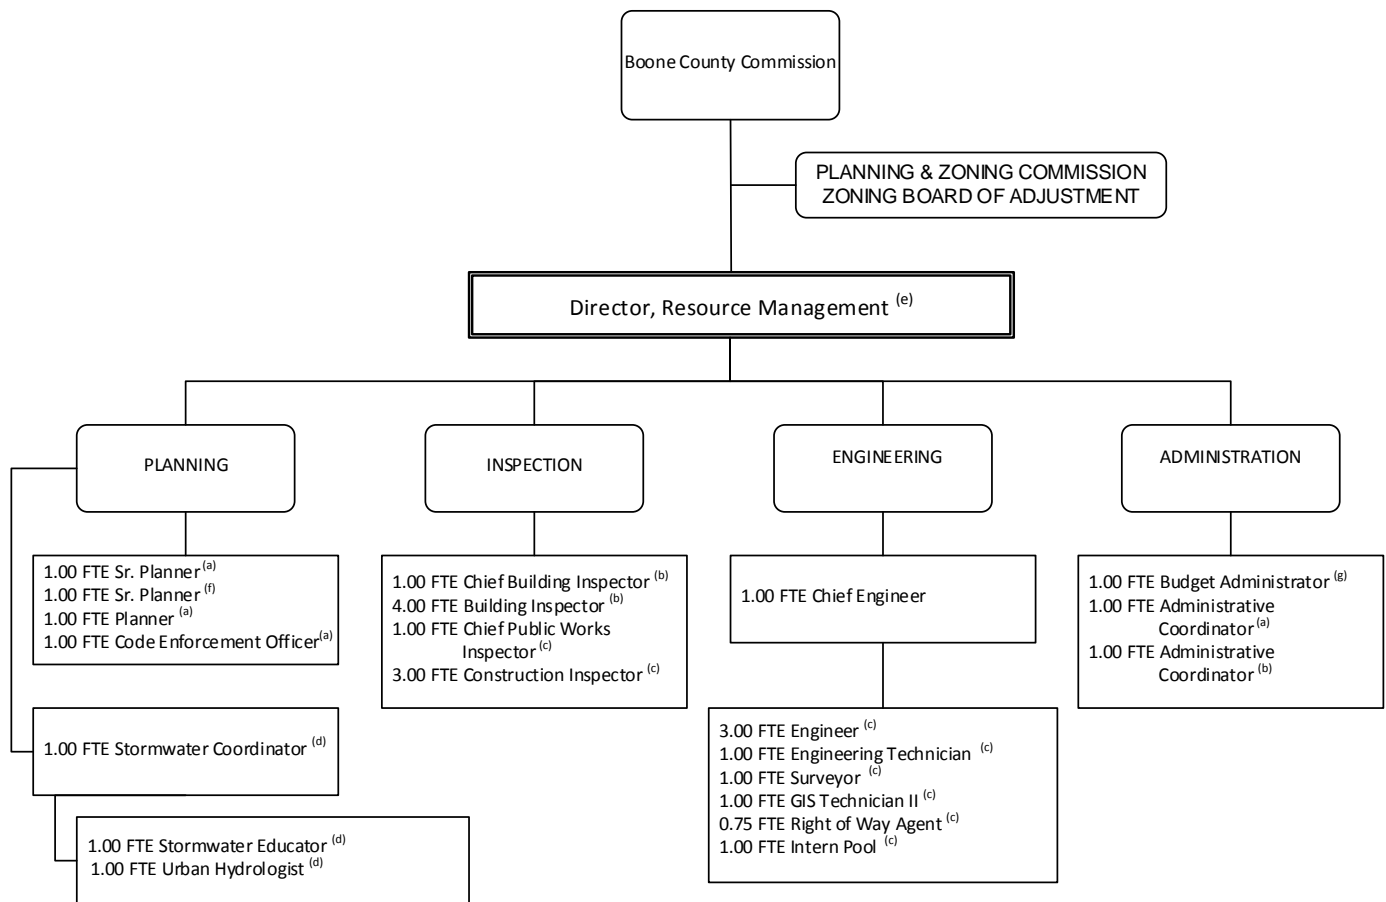 Boone County Commission
PLANNING & ZONING COMMISSION
ZONING BOARD OF ADJUSTMENT
Director, Resource Management (e)
PLANNING
INSPECTION
ENGINEERING
ADMINISTRATION
1.00 FTE Sr. Planner (a)
1.00 FTE Sr. Planner (f)
1.00 FTE Planner (a)
1.00 FTE Code Enforcement Officer (a)
1.00 FTE Stormwater Coordinator (d)
1.00 FTE Stormwater Educator (d)
1.00 FTE Urban Hydrologist (d)
1.00 FTE Chief Building Inspector (b)
4.00 FTE Building Inspector (b)
1.00 FTE Chief Public Works
Inspector (c)
3.00 FTE Construction Inspector (c)
1.00 FTE Chief Engineer
3.00 FTE Engineer (c)
1.00 FTE Engineering Technician (c)
1.00 FTE Surveyor (c)
1.00 FTE GIS Technician II (c)
0.75 FTE Right of Way Agent (c)
1.00 FTE Intern Pool (c)
1.00 FTE Budget Administrator (g)
1.00 FTE Administrative
Coordinator (a)
1.00 FTE Administrative
Coordinator (b)